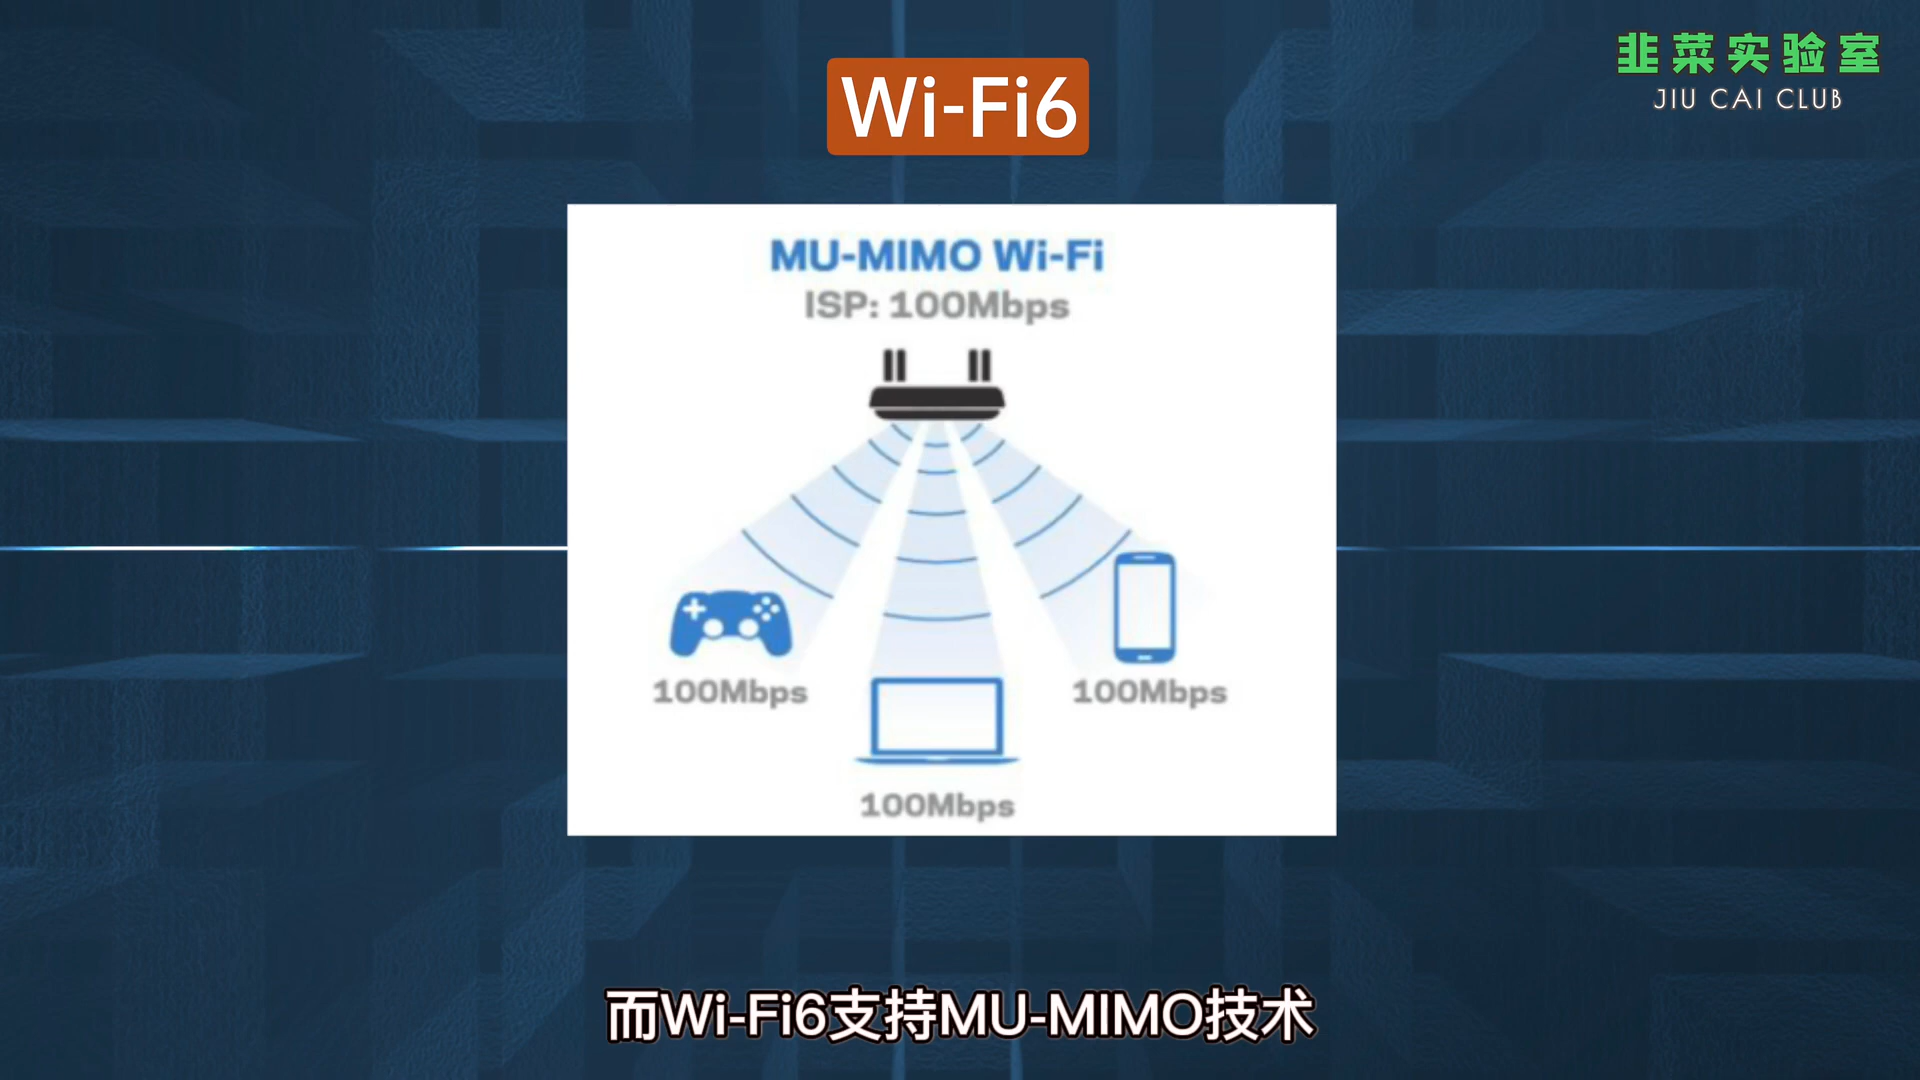 韭菜实验室
JIU CAI CLUB
Wi-Fi6
MU-MIMO Wi-Fi
ISP: 100Mbps
100Mbps
100Mbps
100Mbps
而Wi-Fi6支持MU-MIMO技术